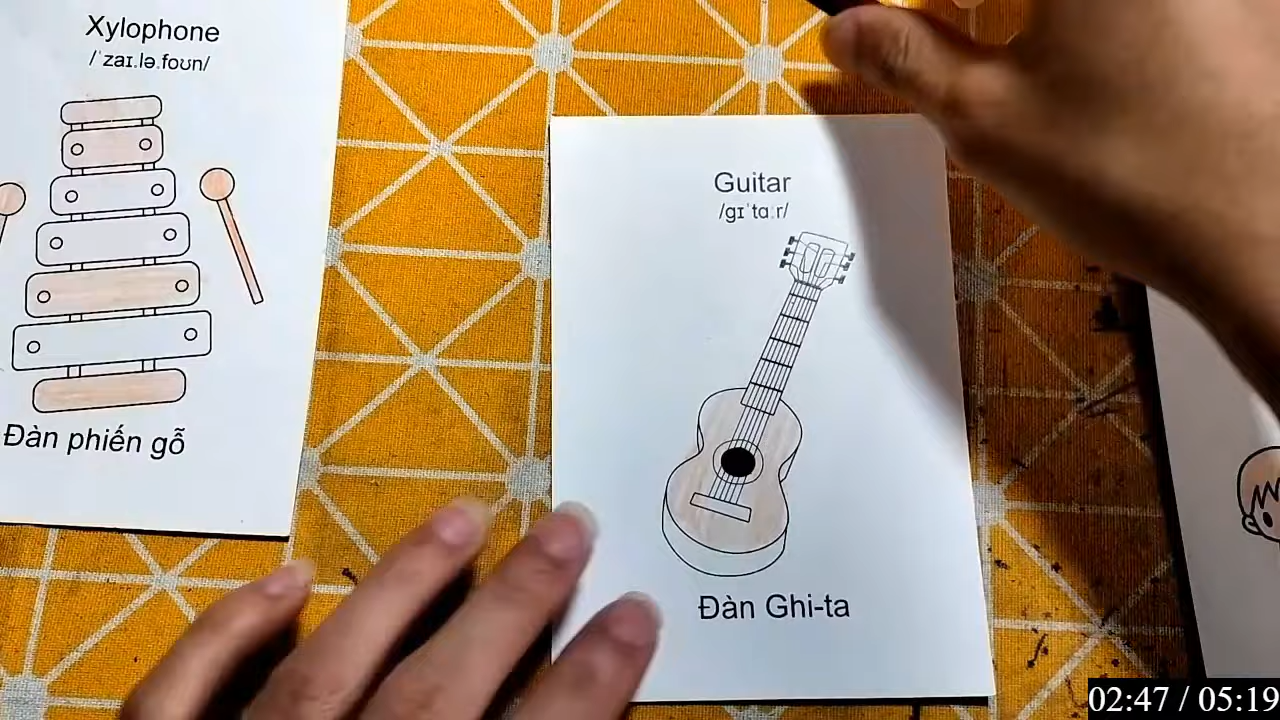 Xylophone
/ˈzaɪ.lə.foʊn/
Đàn phiến gỗ
Guitar
/ɡɪˈtɑːr/
Đàn Ghi-ta
02:47 / 05:19